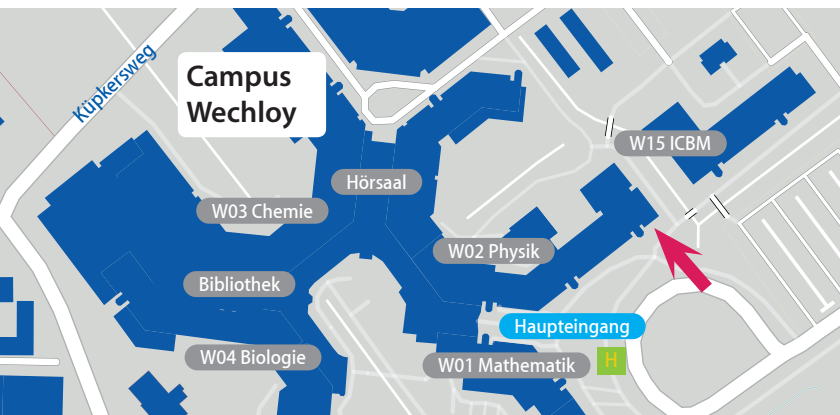 Küpkersweg
Campus
Wechloy
W15 ICBM
Hörsaal
W03 Chemie
W02 Physik
Bibliothek
Haupteingang
W04 Biologie
W01 Mathematik
H